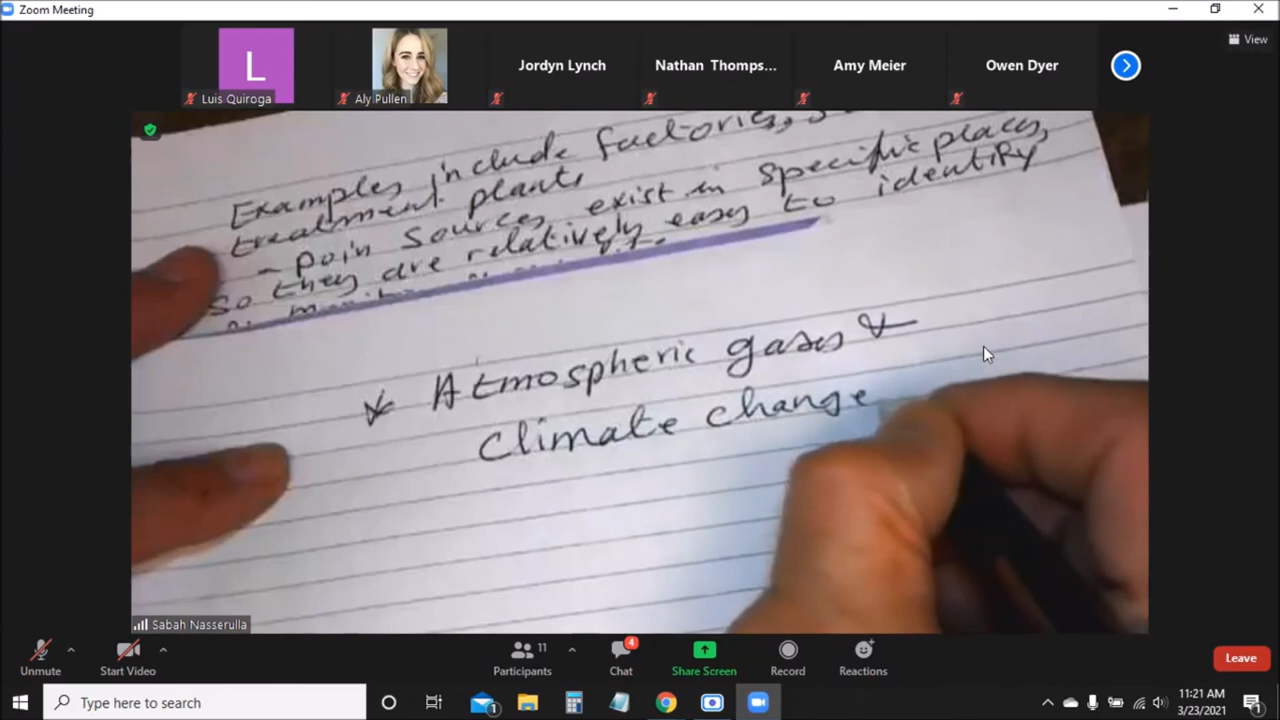 Zoom Meeting
View
L
Luis Quiroga
Aly Pullen
Jordyn Lynch
Nathan Thomps...
Amy Meier
Owen Dyer
Examples include factories,
treatment plants
- poin sources exist in specific places,
so they are relatively easy to identify
* Atmospheric gases &
Climate change
Sabah Nasserulla
Unmute
Start Video
Participants
11
Chat
4
Share Screen
Record
Reactions
Leave
Type here to search
1
11:21 AM
3/23/2021
1